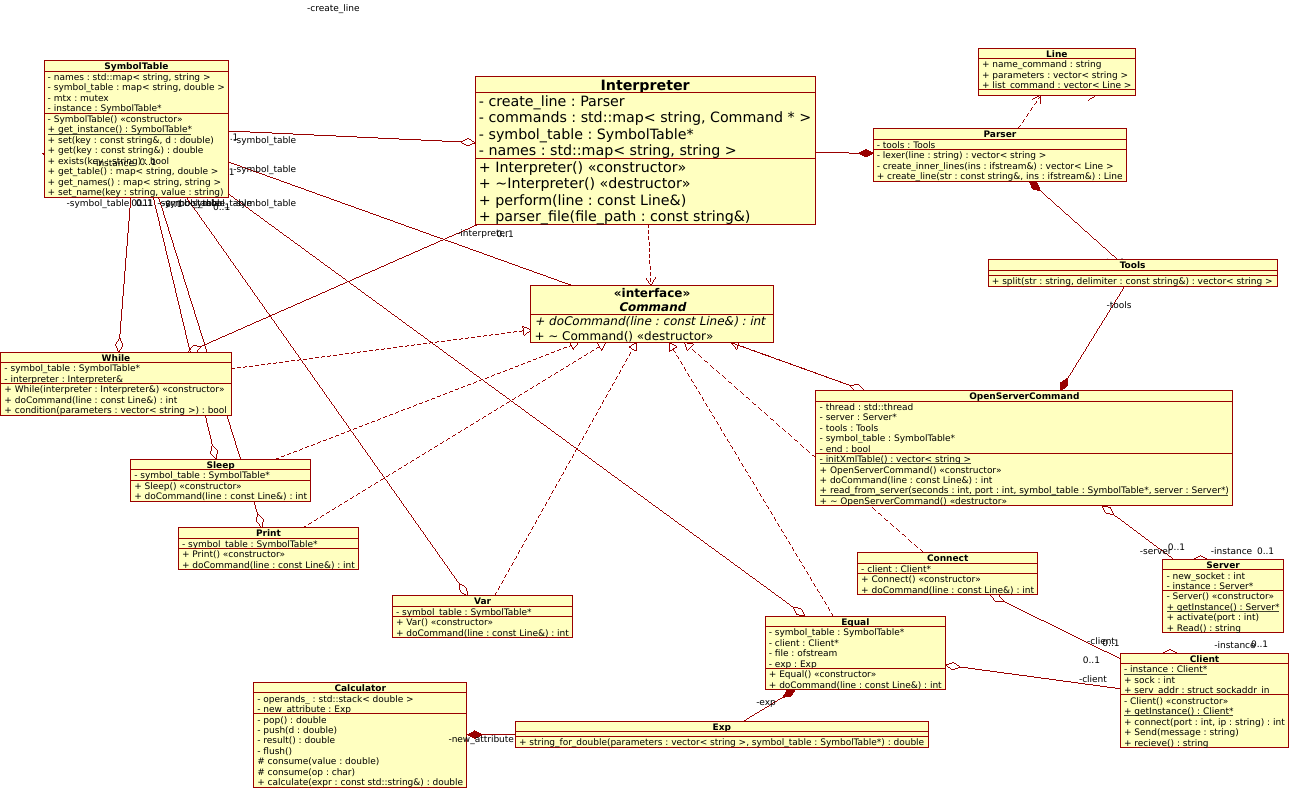 -create_line
SymbolTable
- names : std::map< string, string >
- symbol_table : map< string, double >
- mtx : mutex
- instance : SymbolTable*
- SymbolTable() «constructor»
+ get_instance() : SymbolTable*
+ set(key : const string&, d : double)
+ get(key : const string&) : double
+ exists(key : string) : bool
+ get_table() : map< string, double >
+ get_names() : map< string, string >
+ set_name(key : string, value : string)
-symbol_table
-symbol_table
-symbol_table 0..1
0..1
Interpreter
- create_line : Parser
- commands : std::map< string, Command * >
- symbol_table : SymbolTable*
- names : std::map< string, string >
+ Interpreter() «constructor»
+ ~Interpreter() «destructor»
+ perform(line : const Line&)
+ parser_file(file_path : const string&)
-interpreter
0..1
Line
+ name_command : string
+ parameters : vector< string >
+ list_command : vector< Line >
Parser
- tools : Tools
- lexer(line : string) : vector< string >
- create_inner_lines(ins : ifstream&) : vector< Line >
+ create_line(str : const string&, ins : ifstream&) : Line
Tools
+ split(str : string, delimiter : const string&) : vector< string >
-tools
«interface»
Command
+ doCommand(line : const Line&) : int
+ ~ Command() «destructor»
While
- symbol_table : SymbolTable*
- interpreter : Interpreter&
+ While(interpreter : Interpreter&) «constructor»
+ doCommand(line : const Line&) : int
+ condition(parameters : vector< string >) : bool
OpenServerCommand
- thread : std::thread
- server : Server*
- tools : Tools
- symbol_table : SymbolTable*
- end : bool
- initXmlTable() : vector< string >
+ OpenServerCommand() «constructor»
+ doCommand(line : const Line&) : int
+ read_from_server(seconds : int, port : int, symbol_table : SymbolTable*, server : Server*)
+ ~ OpenServerCommand() «destructor»
Sleep
- symbol_table : SymbolTable*
+ Sleep() «constructor»
+ doCommand(line : const Line&) : int
Print
- symbol_table : SymbolTable*
+ Print() «constructor»
+ doCommand(line : const Line&) : int
Connect
- client : Client*
+ Connect() «constructor»
+ doCommand(line : const Line&) : int
-server
0..1
-instance 0..1
Server
- new_socket : int
- instance : Server*
- Server() «constructor»
+ getInstance() : Server*
+ activate(port : int)
+ Read() : string
Var
- symbol_table : SymbolTable*
+ Var() «constructor»
+ doCommand(line : const Line&) : int
Equal
- symbol_table : SymbolTable*
- client : Client*
- file : ofstream
- exp : Exp
+ Equal() «constructor»
+ doCommand(line : const Line&) : int
-client
0..1
-instance
0..1
0..1
-client
Client
- instance : Client*
+ sock : int
+ serv_addr : struct sockaddr_in
- Client() «constructor»
+ getInstance() : Client*
+ connect(port : int, ip : string) : int
+ Send(message : string)
+ recieve() : string
Calculator
- operands_ : std::stack< double >
- new_attribute : Exp
- pop() : double
- push(d : double)
- result() : double
- flush()
# consume(value : double)
# consume(op : char)
+ calculate(expr : const std::string&) : double
-exp
-new_attribute
Exp
+ string_for_double(parameters : vector< string >, symbol_table : SymbolTable*) : double